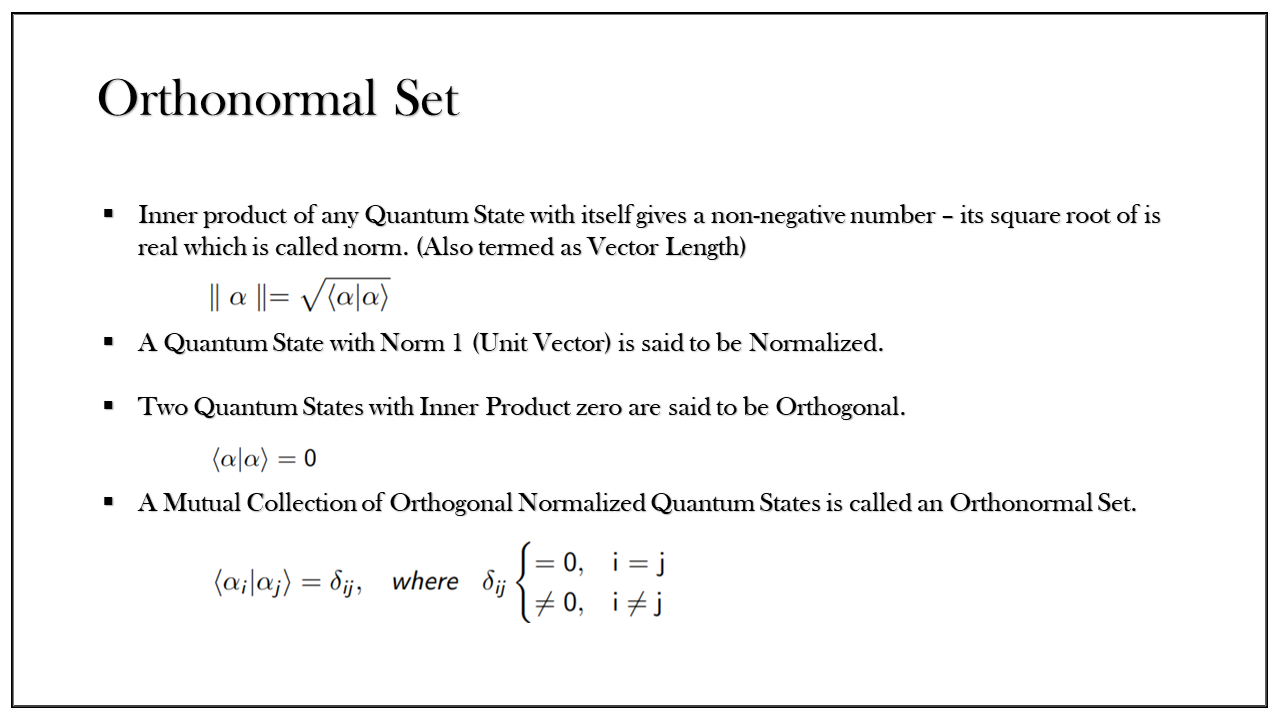 Orthonormal Set
▪ Inner product of any Quantum State with itself gives a non-negative number – its square root of is
real which is called norm. (Also termed as Vector Length)
‖ α ‖= √⟨α|α⟩
▪ A Quantum State with Norm 1 (Unit Vector) is said to be Normalized.
▪ Two Quantum States with Inner Product zero are said to be Orthogonal.
⟨α|α⟩ = 0
▪ A Mutual Collection of Orthogonal Normalized Quantum States is called an Orthonormal Set.
⟨αᵢ|αⱼ⟩ = δᵢⱼ, where δᵢⱼ { = 0, i = j
≠ 0, i ≠ j